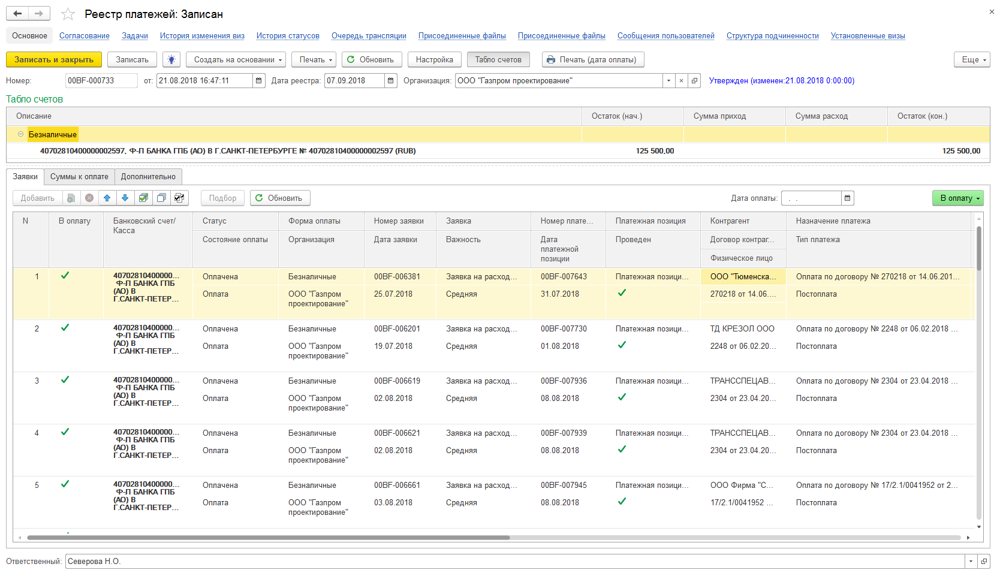 Реестр платежей: Записан
Основное Согласование Задачи История изменения виз История статусов Очередь трансляции Присоединенные файлы Присоединенные файлы Сообщения пользователей Структура подчиненности Установленные визы
Записать и закрыть Записать Создать на основании Печать Обновить Настройка Табло счетов Печать (дата оплаты) Еще
Номер: 00BF-000733 от: 21.08.2018 16:47:11 Дата реестра: 07.09.2018 Организация: ООО "Газпром проектирование" Утвержден (изменен:21.08.2018 0:00:00)
Табло счетов
Описание Остаток (нач.) Сумма приход Сумма расход Остаток (кон.)
Безналичные
40702810400000002597, Ф-Л БАНКА ГПБ (АО) В Г.САНКТ-ПЕТЕРБУРГЕ № 40702810400000002597 (RUB) 125 500,00 125 500,00
Заявки Суммы к оплате Дополнительно
Добавить Подбор Обновить Дата оплаты: . . В оплату
N В оплату Банковский счет/ Статус Форма оплаты Номер заявки Заявка Номер плате... Платежная позиция Контрагент Назначение платежа
Касса
Состояние оплаты Организация Дата заявки Важность Дата Проведен Договор контраг... Тип платежа
платежной
позиции Физическое лицо
1 40702810400000... Оплачена Безналичные 00BF-006381 Заявка на расход... 00BF-007643 Платежная позици... ООО "Тюменска... Оплата по договору № 270218 от 14.06.201...
Ф-Л БАНКА ГПБ
(АО) В Оплата ООО "Газпром 25.07.2018 Средняя 31.07.2018 270218 от 14.06.... Постоплата
Г.САНКТ-ПЕТЕР... проектирование"
2 40702810400000... Оплачена Безналичные 00BF-006201 Заявка на расход... 00BF-007730 Платежная позици... ТД КРЕЗОЛ ООО Оплата по договору № 2248 от 06.02.2018 ...
Ф-Л БАНКА ГПБ
(АО) В Оплата ООО "Газпром 19.07.2018 Средняя 01.08.2018 2248 от 06.02.20... Постоплата
Г.САНКТ-ПЕТЕР... проектирование"
3 40702810400000... Оплачена Безналичные 00BF-006619 Заявка на расход... 00BF-007936 Платежная позици... ТРАНССПЕЦАВ... Оплата по договору № 2304 от 23.04.2018 ...
Ф-Л БАНКА ГПБ
(АО) В Оплата ООО "Газпром 02.08.2018 Средняя 08.08.2018 2304 от 23.04.20... Постоплата
Г.САНКТ-ПЕТЕР... проектирование"
4 40702810400000... Оплачена Безналичные 00BF-006621 Заявка на расход... 00BF-007939 Платежная позици... ТРАНССПЕЦАВ... Оплата по договору № 2304 от 23.04.2018 ...
Ф-Л БАНКА ГПБ
(АО) В Оплата ООО "Газпром 02.08.2018 Средняя 08.08.2018 2304 от 23.04.20... Постоплата
Г.САНКТ-ПЕТЕР... проектирование"
5 40702810400000... Оплачена Безналичные 00BF-006661 Заявка на расход... 00BF-007945 Платежная позици... ООО Фирма "С... Оплата по договору № 17/2.1/0041952 от 2...
Ф-Л БАНКА ГПБ
(АО) В Оплата ООО "Газпром 03.08.2018 Средняя 08.08.2018 17/2.1/0041952 ... Постоплата
Г.САНКТ-ПЕТЕР... проектирование"
Ответственный: Северова Н.О.